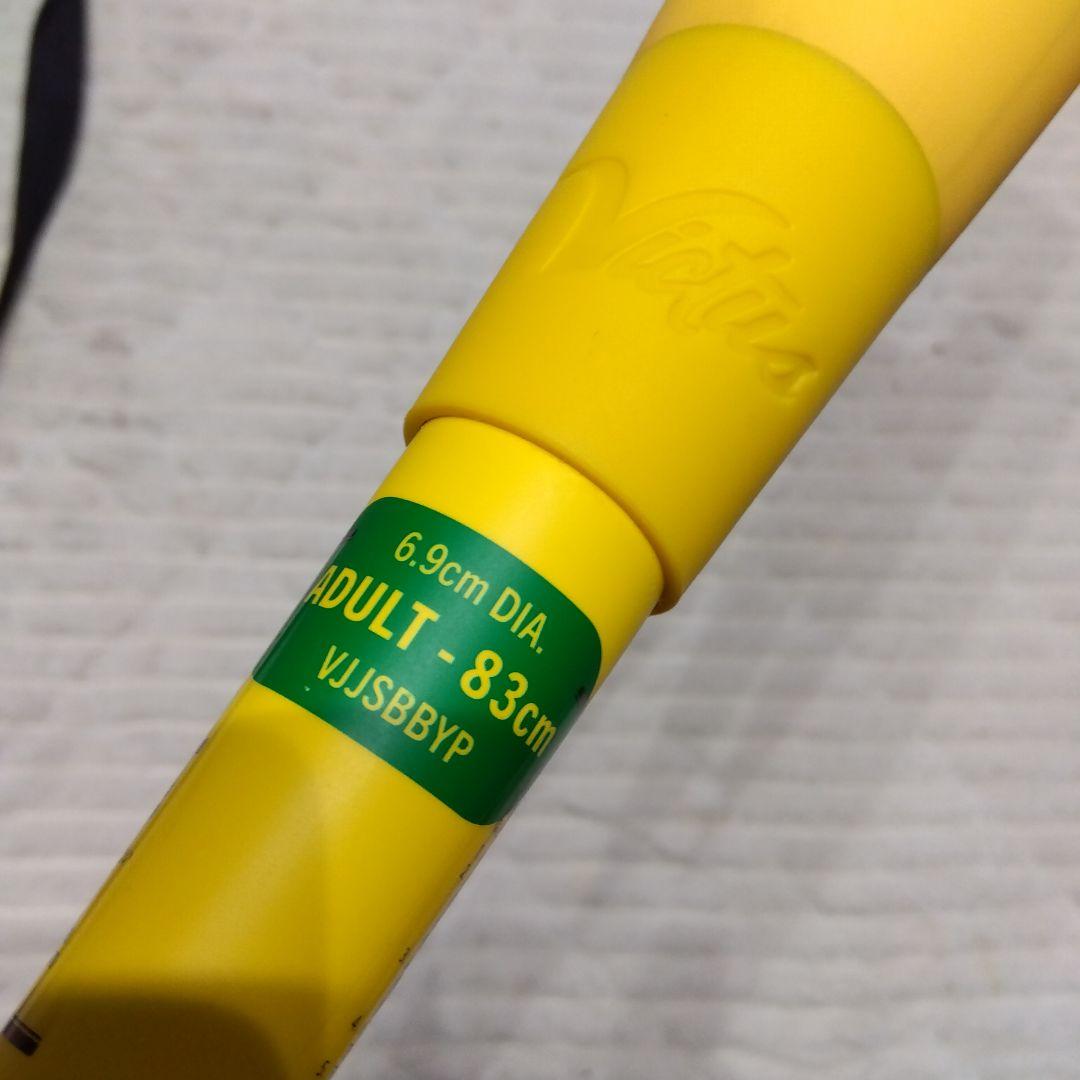 Victus
6.9cm DIA.
ADULT - 83cm
VJJSBBYP